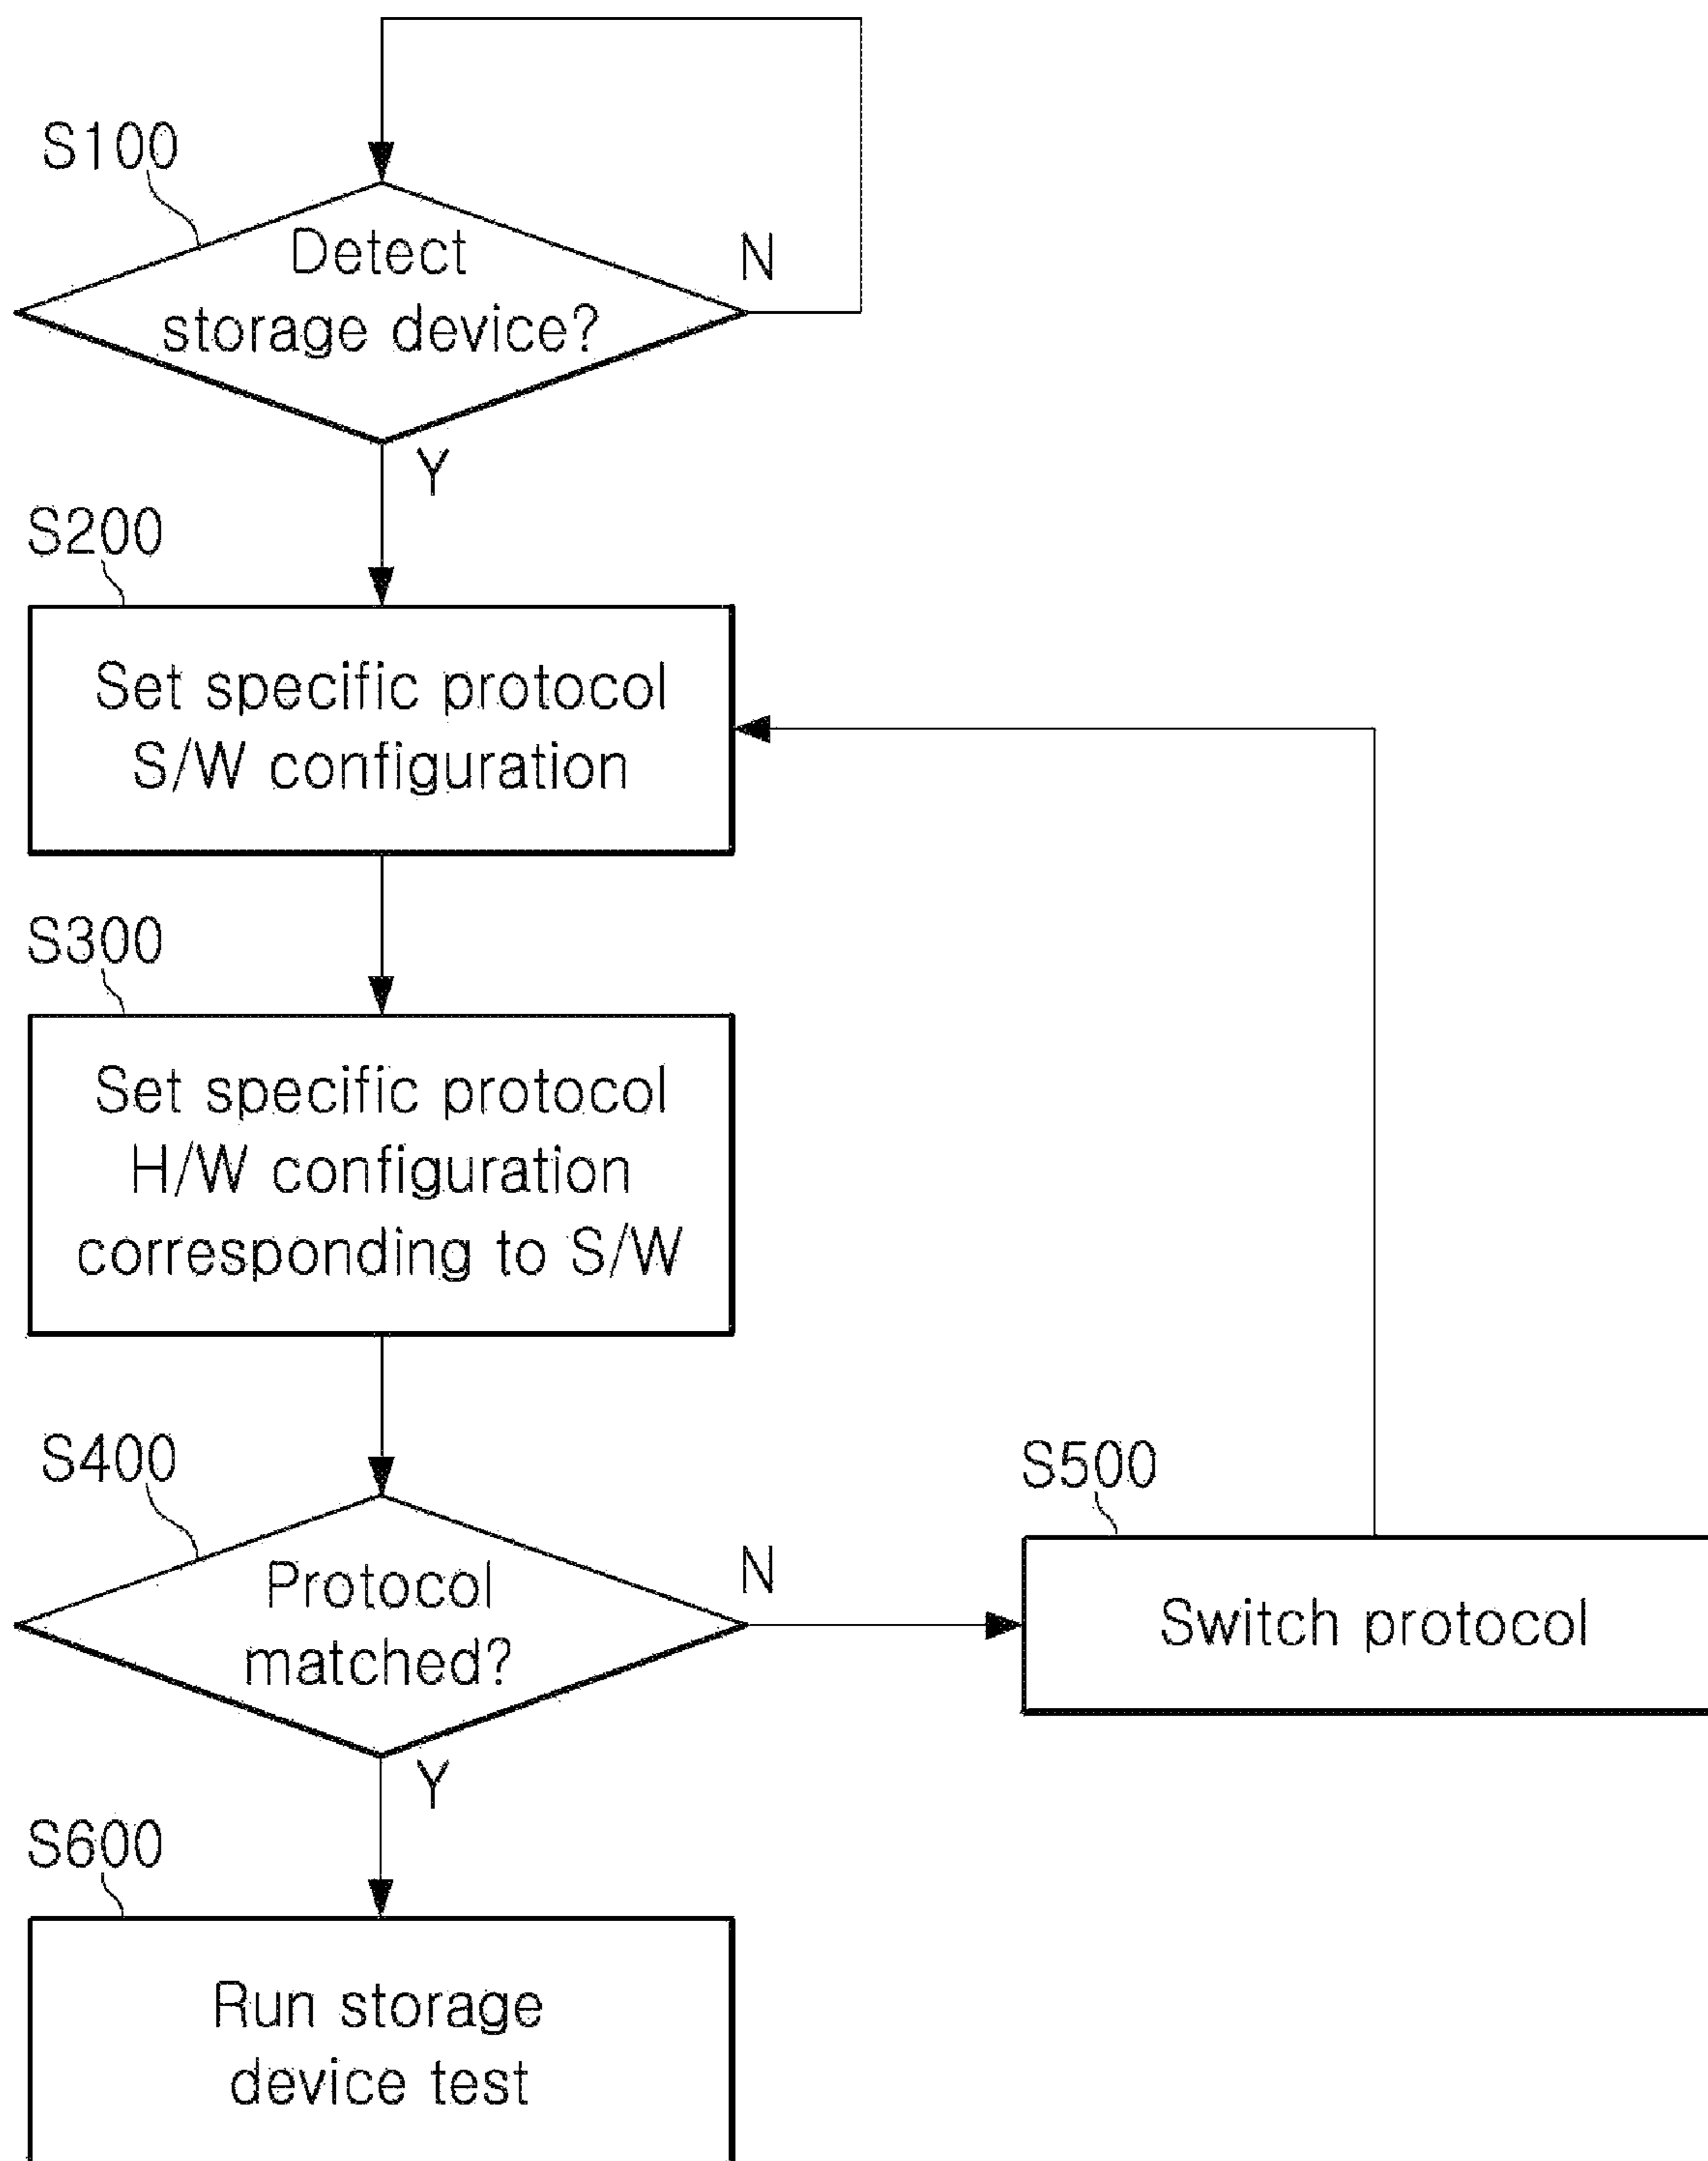 S100
Detect
storage device?
N
Y
S200
Set specific protocol
S/W configuration
S300
Set specific protocol
H/W configuration
corresponding to S/W
S400
Protocol
matched?
N
Y
S500
Switch protocol
S600
Run storage
device test